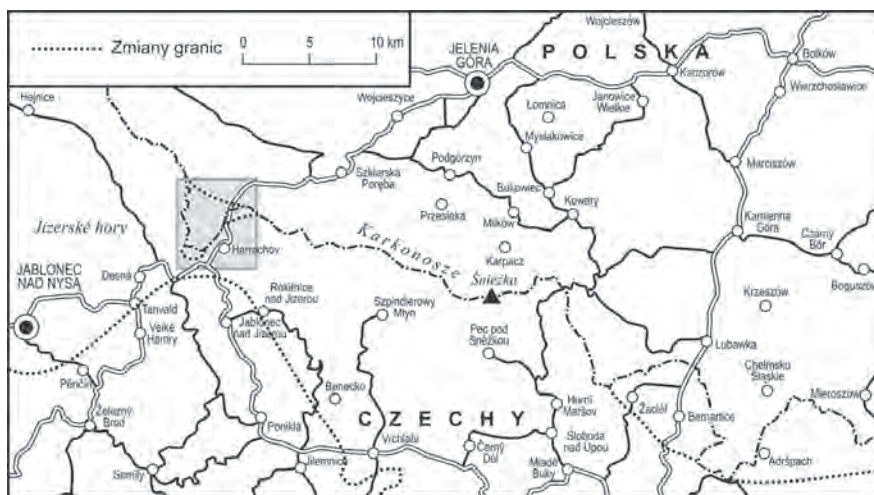 Zmiany granic
0 5 10 km
Wojcieszów
JELENIA
GÓRA
POLSKA
Bolków
Kaczorów
Wierzchosławice
Hejnice
Wojcieszyce
Łomnica
Janowice
Wielkie
Mysłakowice
Marciszów
Szklarska
Poręba
Podgórzyn
Bukowiec
Kowary
Przesieka
Miłków
Kamienna
Góra
Czarny
Bór
Jizerské hory
Harrachov
Karkonosze
Karpacz
Śnieżka
Boguszów
JABLONEC
NAD NYSĄ
Desná
Rokitnice
nad Jizerou
Szpindlerowy
Młyn
Krzeszów
Tanvald
Velké
Hamry
Jablonec
nad Jizerou
Pec pod
Sněžkou
Lubawka
Pěnčín
Benecko
Chełmsko
Śląskie
Mieroszów
Železný
Brod
CZECHY
Horní
Maršov
Žacléř
Bernartice
Poniklá
Vrchlabí
Černý
Důl
Sloboda
nad Úpou
Adršpach
Semily
Jilemnice
Mladé
Buky